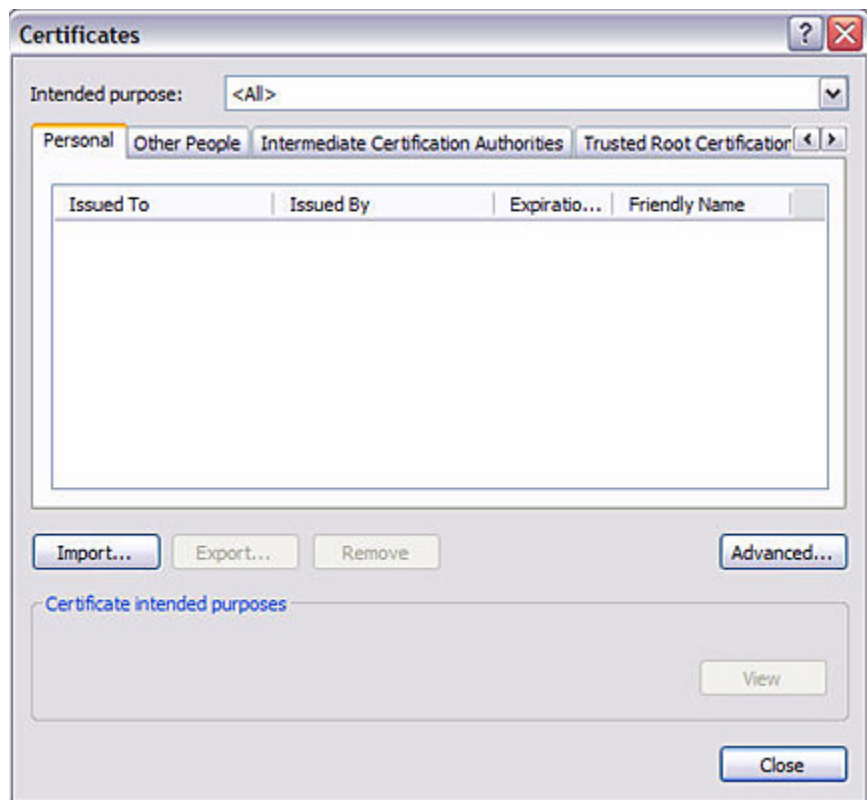 Certificates
Intended purpose: <All>
Personal Other People Intermediate Certification Authorities Trusted Root Certification
Issued To Issued By Expiratio... Friendly Name
Import... Export... Remove Advanced...
Certificate intended purposes
View
Close